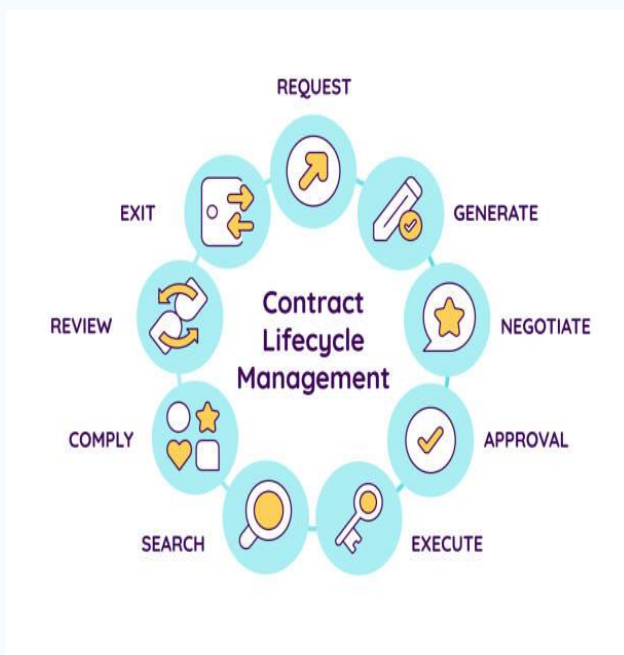 REQUEST
GENERATE
NEGOTIATE
APPROVAL
EXECUTE
SEARCH
COMPLY
REVIEW
EXIT
Contract
Lifecycle
Management